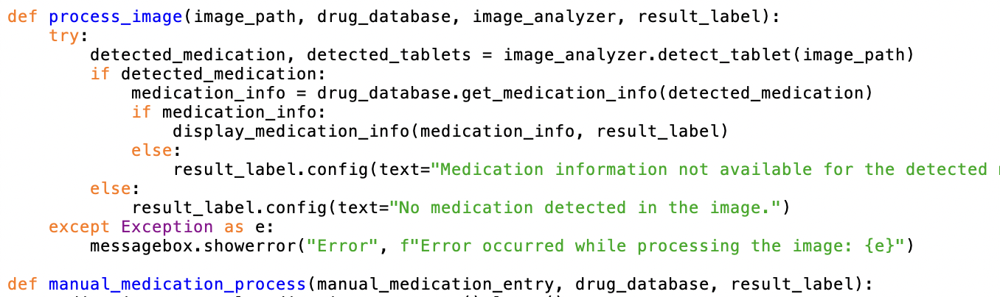 def process_image(image_path, drug_database, image_analyzer, result_label):
    try:
        detected_medication, detected_tablets = image_analyzer.detect_tablet(image_path)
        if detected_medication:
            medication_info = drug_database.get_medication_info(detected_medication)
            if medication_info:
                display_medication_info(medication_info, result_label)
            else:
                result_label.config(text="Medication information not available for the detected
        else:
            result_label.config(text="No medication detected in the image.")
    except Exception as e:
        messagebox.showerror("Error", f"Error occurred while processing the image: {e}")
def manual_medication_process(manual_medication_entry, drug_database, result_label):